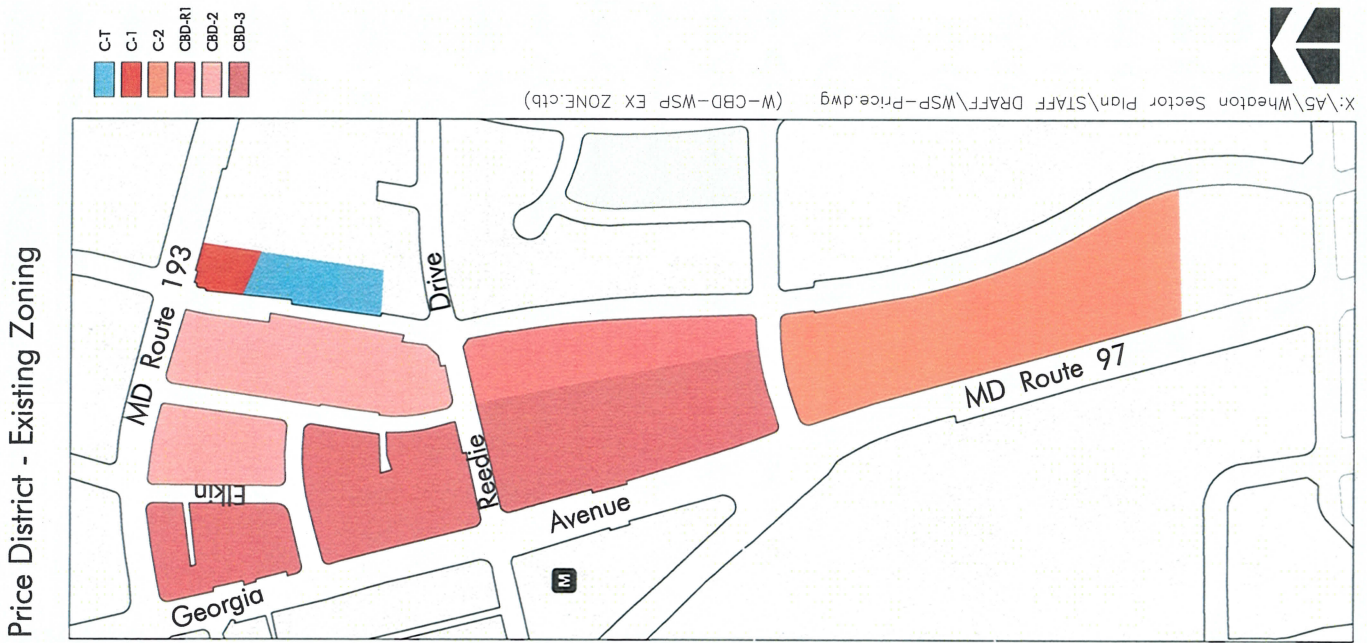 Price District - Existing Zoning
C-T
C-1
C-2
CBD-R1
CBD-2
CBD-3
X:\A5\Wheaton Sector Plan\STAFF DRAFF\WSP-Price.dwg (W-CBD-WSP EX ZONE.ctb)
MD Route 193
Reedie Drive
Elkin
Georgia Avenue
MD Route 97
M